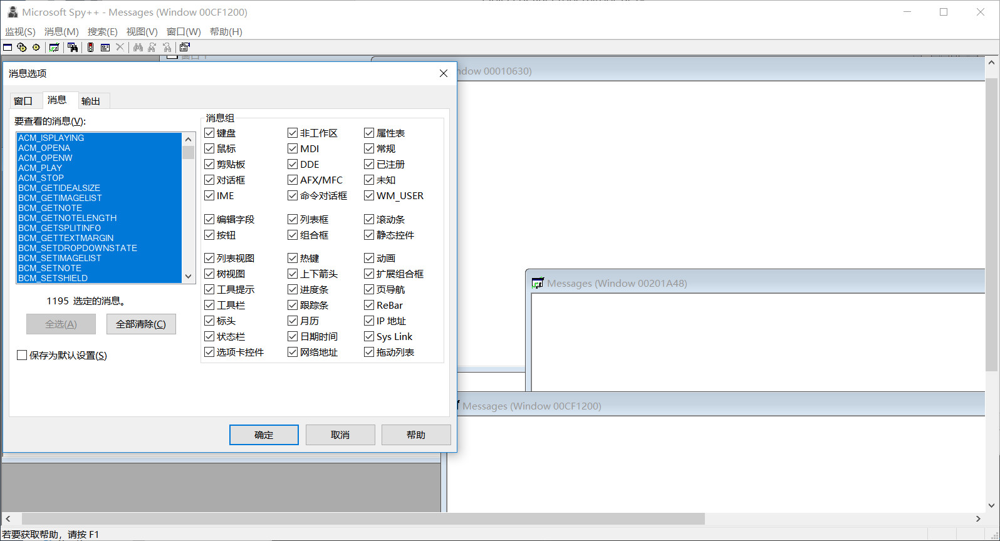 Microsoft Spy++ - Messages (Window 00CF1200)
监视(S) 消息(M) 搜索(E) 视图(V) 窗口(W) 帮助(H)
窗口 1
ndow 00010630)
消息选项
窗口 消息 输出
要查看的消息(V):
ACM_ISPLAYING
ACM_OPENA
ACM_OPENW
ACM_PLAY
ACM_STOP
BCM_GETIDEALSIZE
BCM_GETIMAGELIST
BCM_GETNOTE
BCM_GETNOTELENGTH
BCM_GETSPLITINFO
BCM_GETTEXTMARGIN
BCM_SETDROPDOWNSTATE
BCM_SETIMAGELIST
BCM_SETNOTE
BCM_SETSHIELD
1195 选定的消息。
全选(A) 全部清除(C)
保存为默认设置(S)
消息组
键盘 非工作区 属性表
鼠标 MDI 常规
剪贴板 DDE 已注册
对话框 AFX/MFC 未知
IME 命令对话框 WM_USER
编辑字段 列表框 滚动条
按钮 组合框 静态控件
列表视图 热键 动画
树视图 上下箭头 扩展组合框
工具提示 进度条 页导航
工具栏 跟踪条 ReBar
标头 月历 IP 地址
状态栏 日期时间 Sys Link
选项卡控件 网络地址 拖动列表
确定 取消 帮助
Messages (Window 00201A48)
Messages (Window 00CF1200)
若要获取帮助，请按 F1